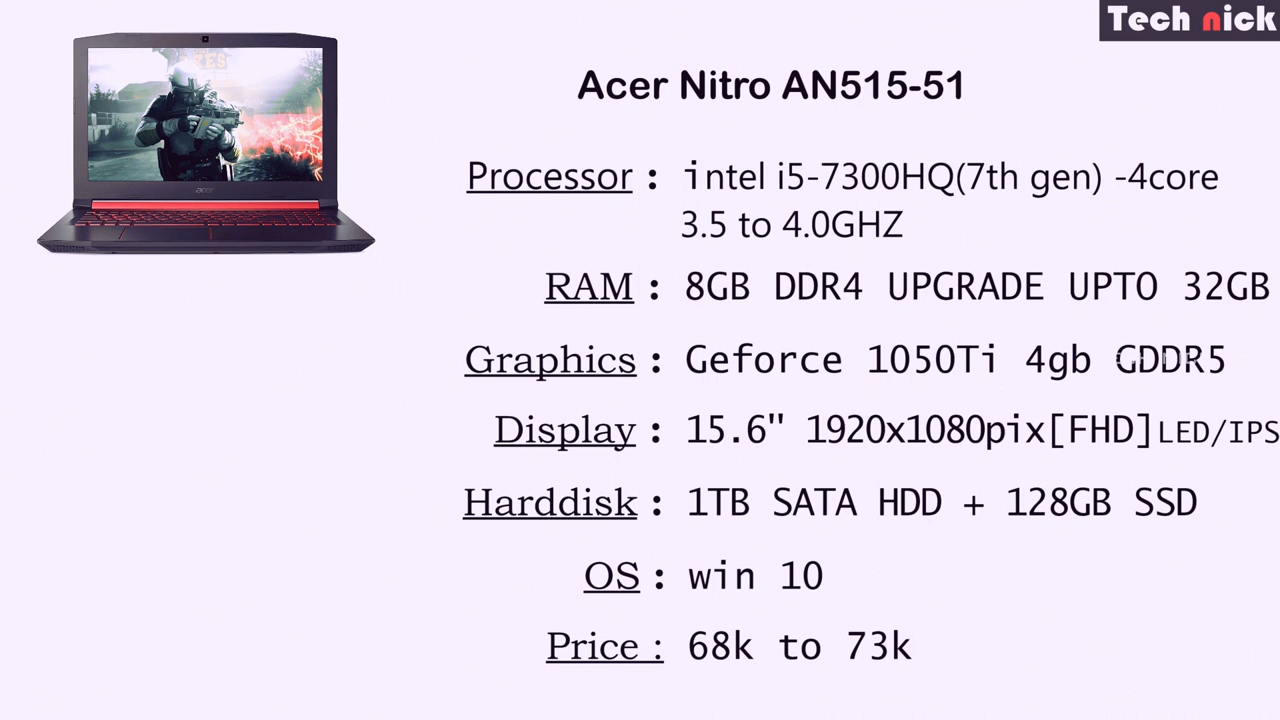 Tech nick
Acer Nitro AN515-51
Processor : intel i5-7300HQ(7th gen) -4core
3.5 to 4.0GHZ
RAM : 8GB DDR4 UPGRADE UPTO 32GB
Graphics : Geforce 1050Ti 4gb GDDR5
Display : 15.6" 1920x1080pix[FHD]LED/IPS
Harddisk : 1TB SATA HDD + 128GB SSD
OS : win 10
Price : 68k to 73k
acer